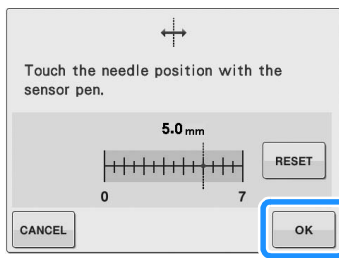 Touch the needle position with the
sensor pen.
5.0 mm
RESET
0 7
CANCEL
OK